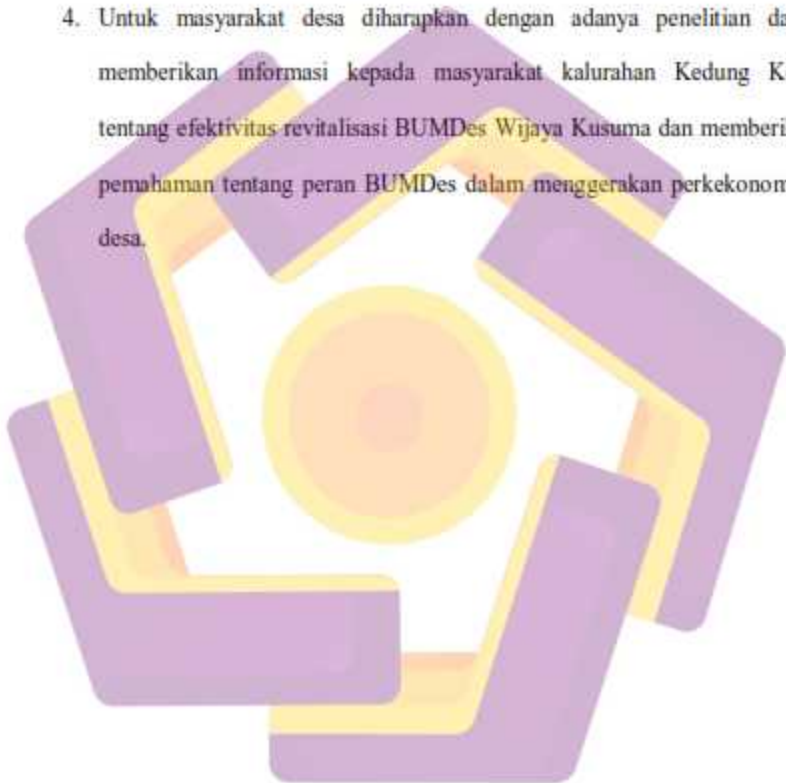 4. Untuk masyarakat desa diharapkan dengan adanya penelitian da
memberikan informasi kepada masyarakat kalurahan Kedung K
tentang efektivitas revitalisasi BUMDes Wijaya Kusuma dan memberi
pemahaman tentang peran BUMDes dalam menggerakan perkekonom
desa.